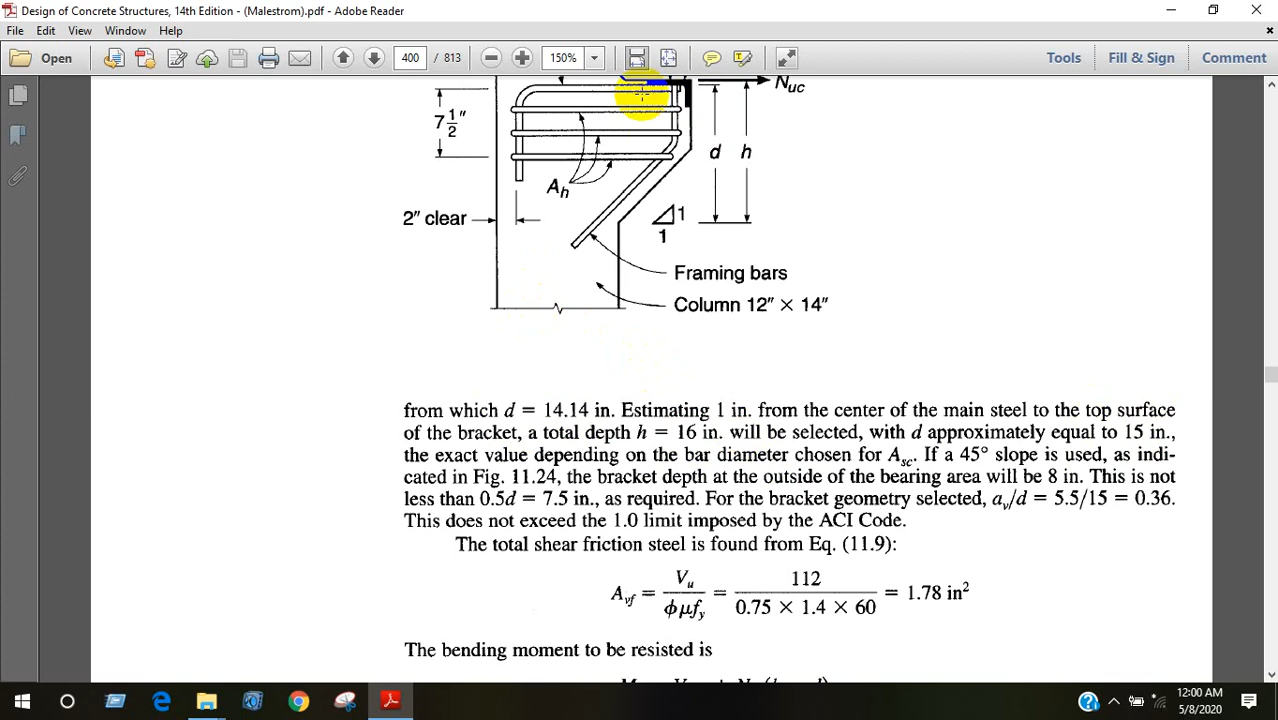 Design of Concrete Structures, 14th Edition - (Malestrom).pdf - Adobe Reader
File Edit View Window Help
Open 400 / 813 150% Tools Fill & Sign Comment
N_uc
7 1/2″
d h
A_h
2″ clear
1
1
Framing bars
Column 12″ × 14″
from which d = 14.14 in. Estimating 1 in. from the center of the main steel to the top surface
of the bracket, a total depth h = 16 in. will be selected, with d approximately equal to 15 in.,
the exact value depending on the bar diameter chosen for A_sc. If a 45° slope is used, as indi-
cated in Fig. 11.24, the bracket depth at the outside of the bearing area will be 8 in. This is not
less than 0.5d = 7.5 in., as required. For the bracket geometry selected, a_v/d = 5.5/15 = 0.36.
This does not exceed the 1.0 limit imposed by the ACI Code.
The total shear friction steel is found from Eq. (11.9):
A_vf = V_u / ϕμf_y = 112 / 0.75 × 1.4 × 60 = 1.78 in²
The bending moment to be resisted is
12:00 AM
5/8/2020